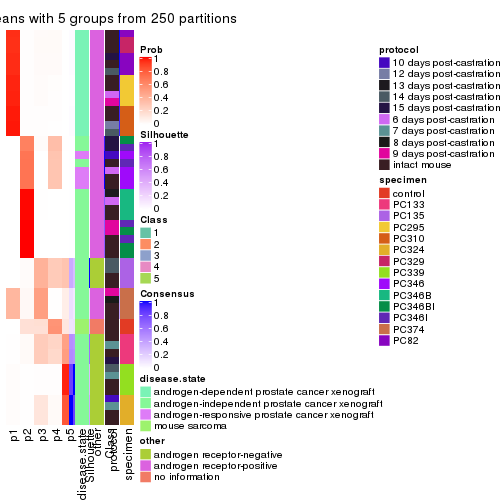 eans with 5 groups from 250 partitions
Prob
1
0.8
0.6
0.4
0.2
0
Silhouette
1
0.8
0.6
0.4
0.2
0
Class
1
2
3
4
5
Consensus
1
0.8
0.6
0.4
0.2
0
disease.state
androgen-dependent prostate cancer xenograft
androgen-independent prostate cancer xenograft
androgen-responsive prostate cancer xenograft
mouse sarcoma
other
androgen receptor-negative
androgen receptor-positive
no information
protocol
10 days post-castration
12 days post-castration
13 days post-castration
14 days post-castration
15 days post-castration
6 days post-castration
7 days post-castration
8 days post-castration
9 days post-castration
intact mouse
specimen
control
PC133
PC135
PC295
PC310
PC324
PC329
PC339
PC346
PC346B
PC346BI
PC346I
PC374
PC82
p1
p2
p3
p4
p5
disease.state
Silhouette
other
Class
protocol
specimen